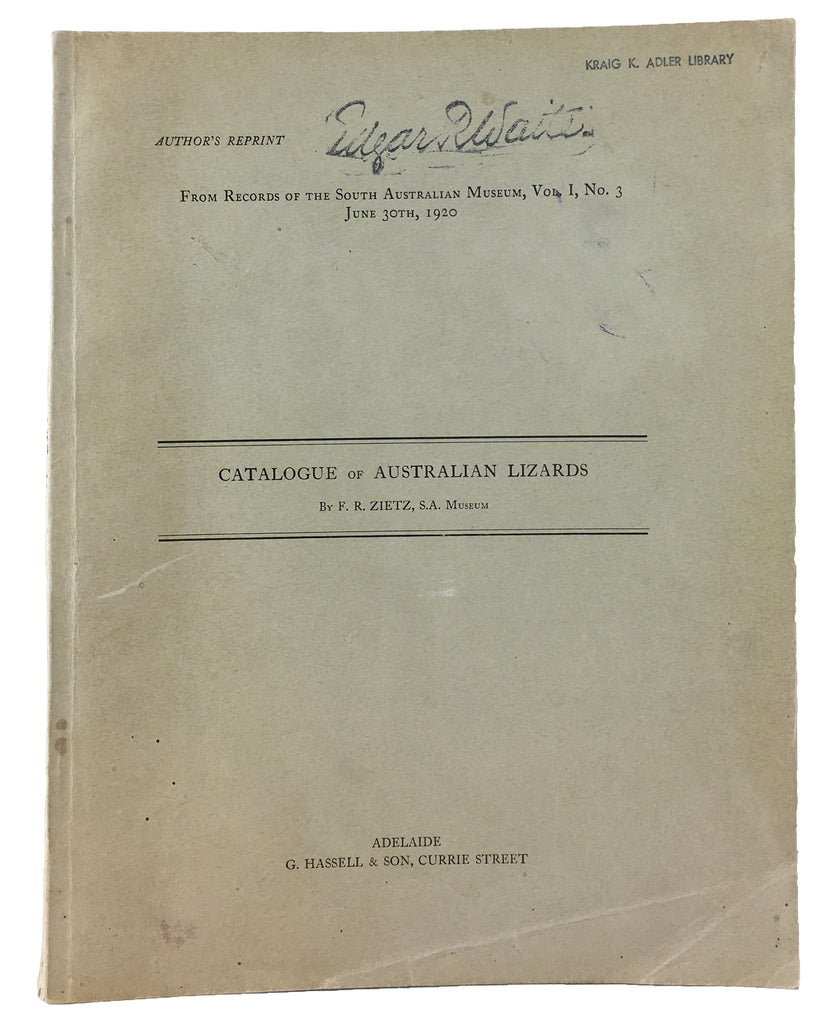 KRAIG K. ADLER LIBRARY
AUTHOR'S REPRINT
Edgar R Waite.
FROM RECORDS OF THE SOUTH AUSTRALIAN MUSEUM, VOL. I, NO. 3
JUNE 30TH, 1920
CATALOGUE OF AUSTRALIAN LIZARDS
BY F. R. ZIETZ, S.A. MUSEUM
ADELAIDE
G. HASSELL & SON, CURRIE STREET